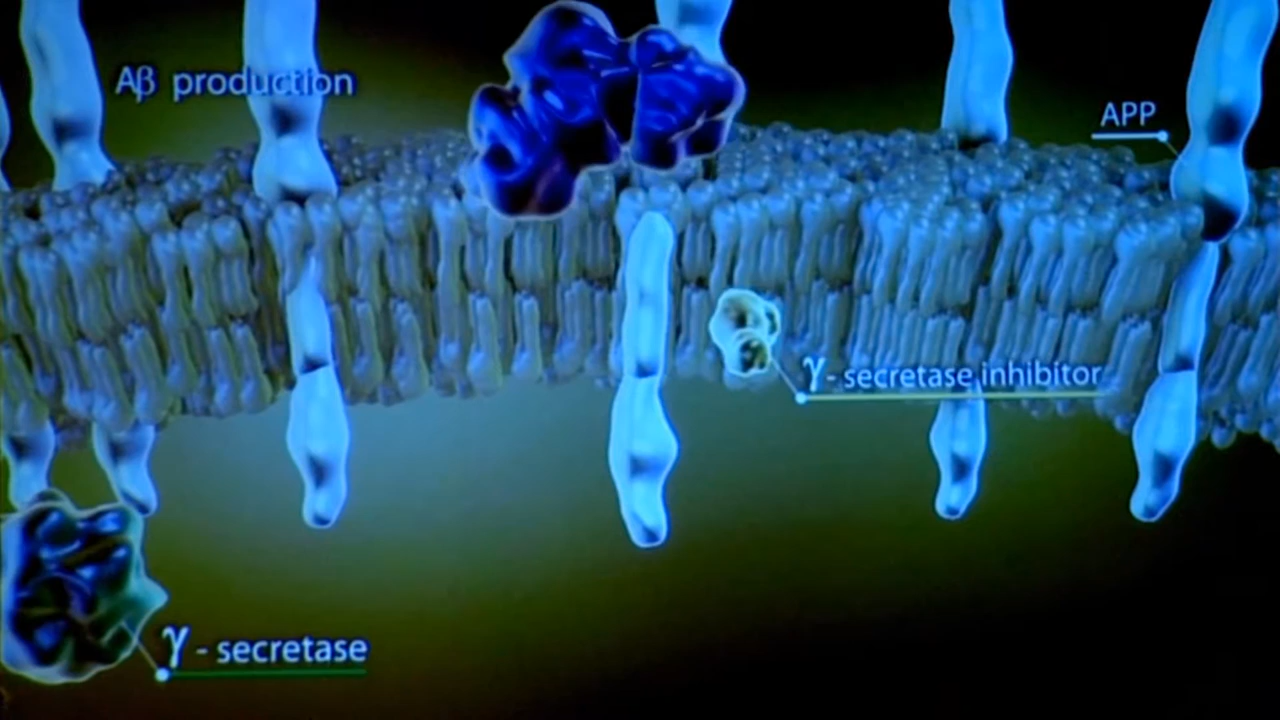 Aβ production
APP
γ- secretase inhibitor
γ - secretase